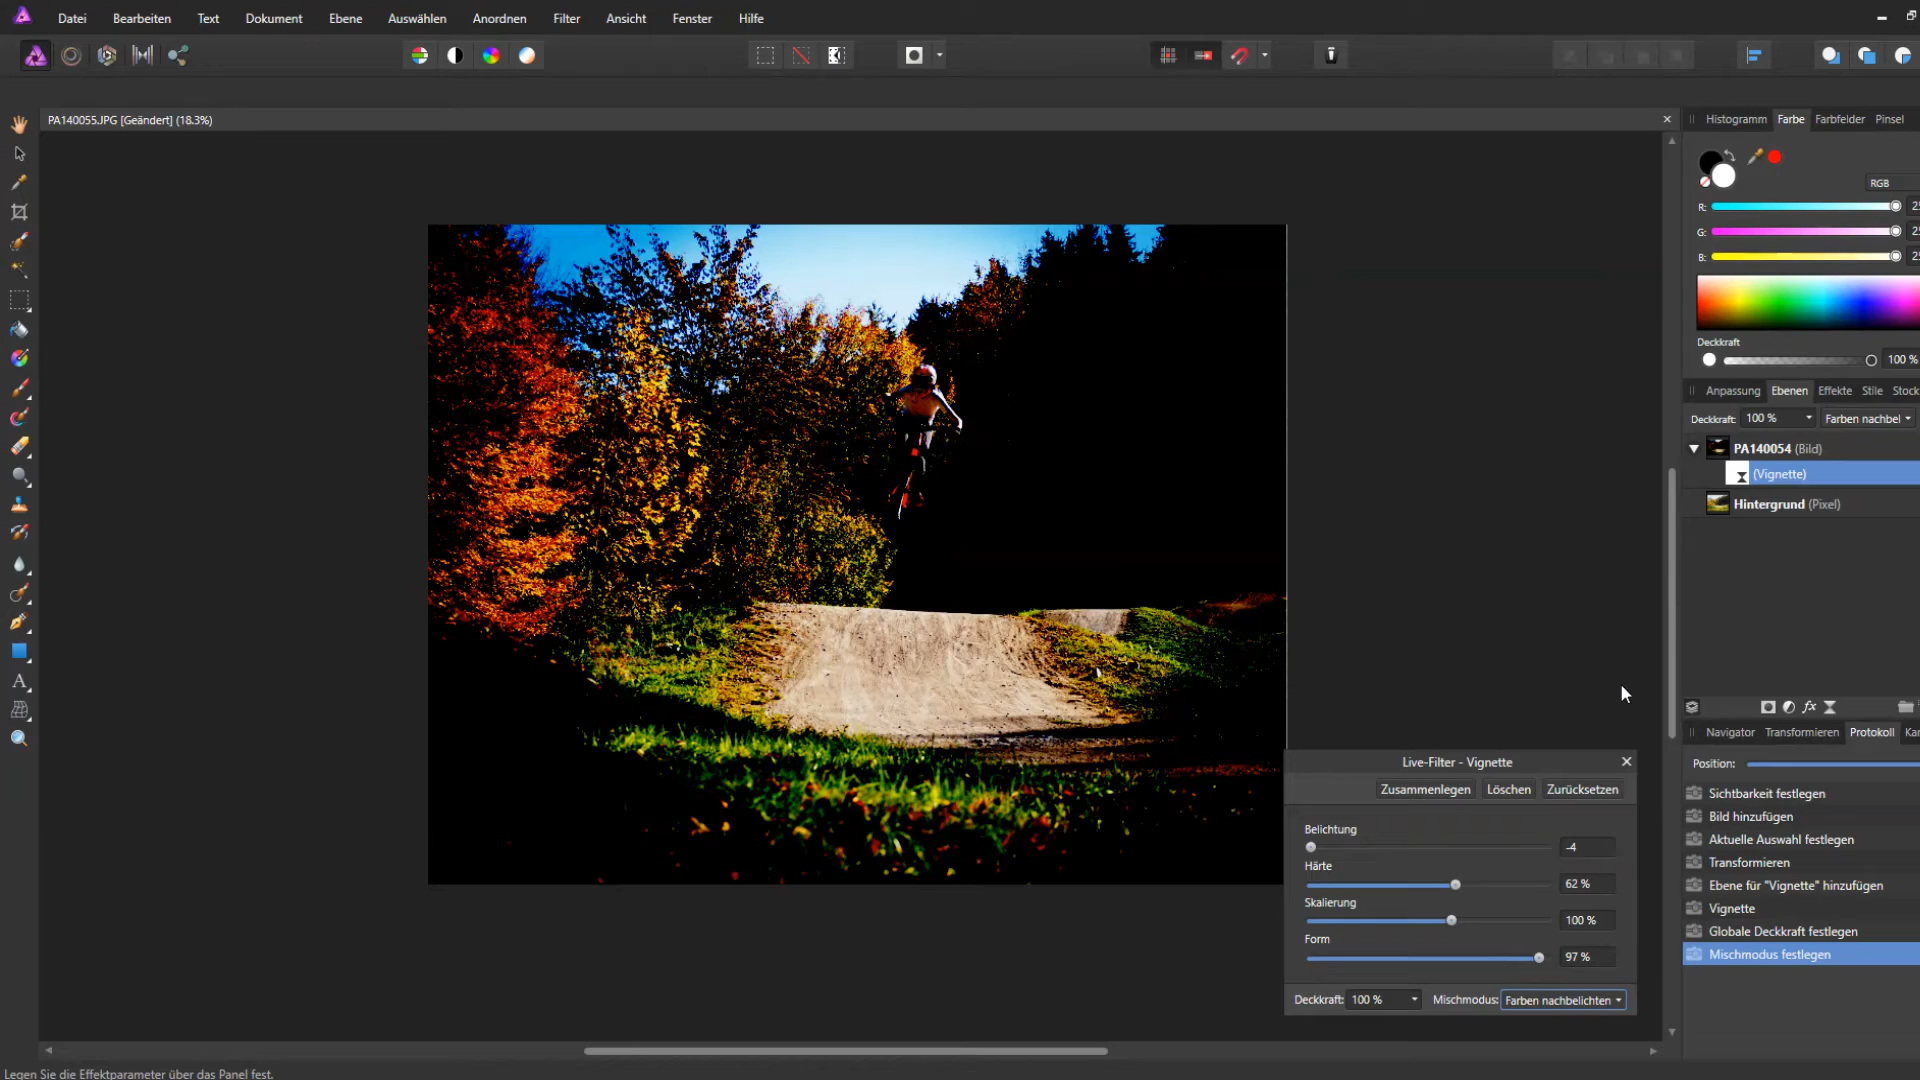 Datei Bearbeiten Text Dokument Ebene Auswählen Anordnen Filter Ansicht Fenster Hilfe
PA140055.JPG [Geändert] (18.3%)
Histogramm Farbe Farbfelder Pinsel
RGB
R: 25
G: 25
B: 25
Deckkraft
100 %
Anpassung Ebenen Effekte Stile Stock
Deckkraft: 100 % Farben nachbel
PA140054 (Bild)
(Vignette)
Hintergrund (Pixel)
Navigator Transformieren Protokoll Kar
Position:
Sichtbarkeit festlegen
Bild hinzufügen
Aktuelle Auswahl festlegen
Transformieren
Ebene für "Vignette" hinzufügen
Vignette
Globale Deckkraft festlegen
Mischmodus festlegen
Live-Filter - Vignette
Zusammenlegen Löschen Zurücksetzen
Belichtung
-4
Härte
62 %
Skalierung
100 %
Form
97 %
Deckkraft: 100 % Mischmodus: Farben nachbelichten
Legen Sie die Effektparameter über das Panel fest.